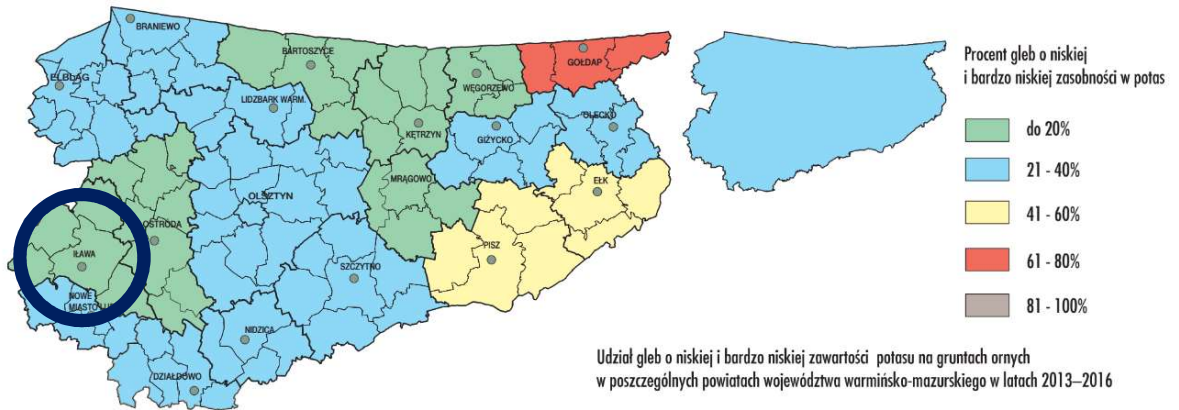 BRANIEWO
BARTOSZYCE
GOŁDAP
ELBLĄG
WĘGORZEWO
LIDZBARK WARM.
OLECKO
KĘTRZYN
GIŻYCKO
MRĄGOWO
EŁK
OLSZTYN
OSTRÓDA
IŁAWA
PISZ
SZCZYTNO
NOWE
MIASTO LUB
NIDZICA
DZIAŁDOWO
Procent gleb o niskiej
i bardzo niskiej zasobności w potas
do 20%
21 - 40%
41 - 60%
61 - 80%
81 - 100%
Udział gleb o niskiej i bardzo niskiej zawartości potasu na gruntach ornych
w poszczególnych powiatach województwa warmińsko-mazurskiego w latach 2013–2016